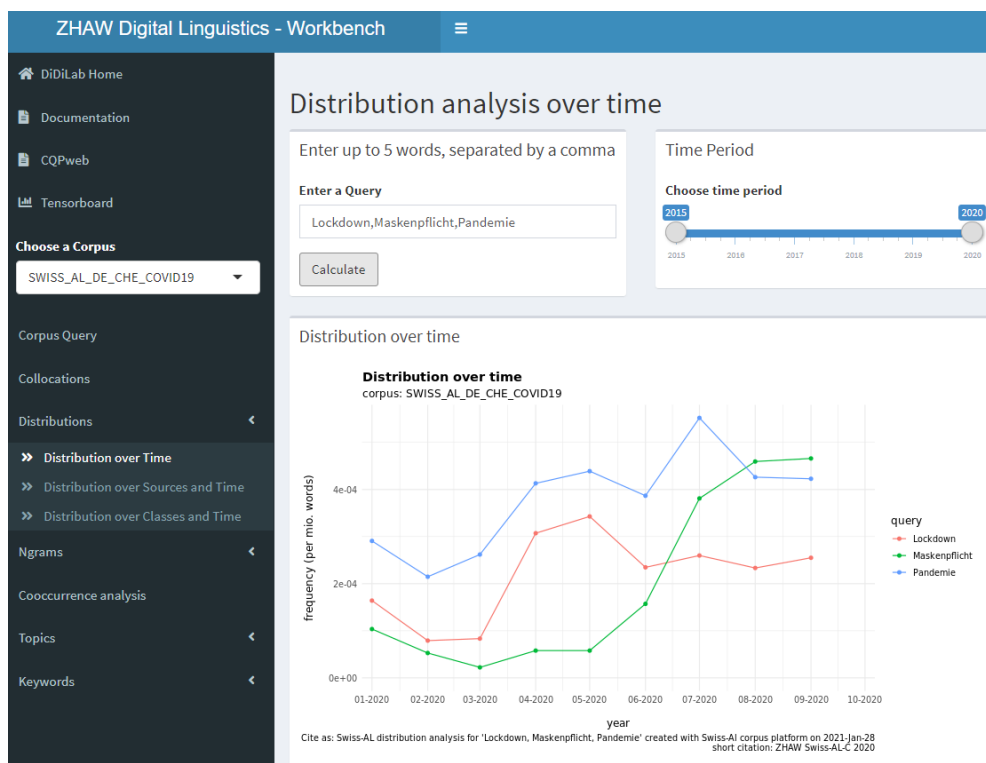 ZHAW Digital Linguistics - Workbench
DiDiLab Home
Documentation
CQPweb
Tensorboard
Choose a Corpus
SWISS_AL_DE_CHE_COVID19
Corpus Query
Collocations
Distributions
Distribution over Time
Distribution over Sources and Time
Distribution over Classes and Time
Ngrams
Cooccurrence analysis
Topics
Keywords
Distribution analysis over time
Enter up to 5 words, separated by a comma
Enter a Query
Lockdown,Maskenpflicht,Pandemie
Calculate
Time Period
Choose time period
2015 2020
2015 2016 2017 2018 2019 2020
Distribution over time
Distribution over time
corpus: SWISS_AL_DE_CHE_COVID19
frequency (per mio. words)
4e-04
2e-04
0e+00
01-2020 02-2020 03-2020 04-2020 05-2020 06-2020 07-2020 08-2020 09-2020 10-2020
year
query
Lockdown
Maskenpflicht
Pandemie
Cite as: Swiss-AL distribution analysis for 'Lockdown, Maskenpflicht, Pandemie' created with Swiss-Al corpus platform on 2021-Jan-28
short citation: ZHAW Swiss-AL-C 2020